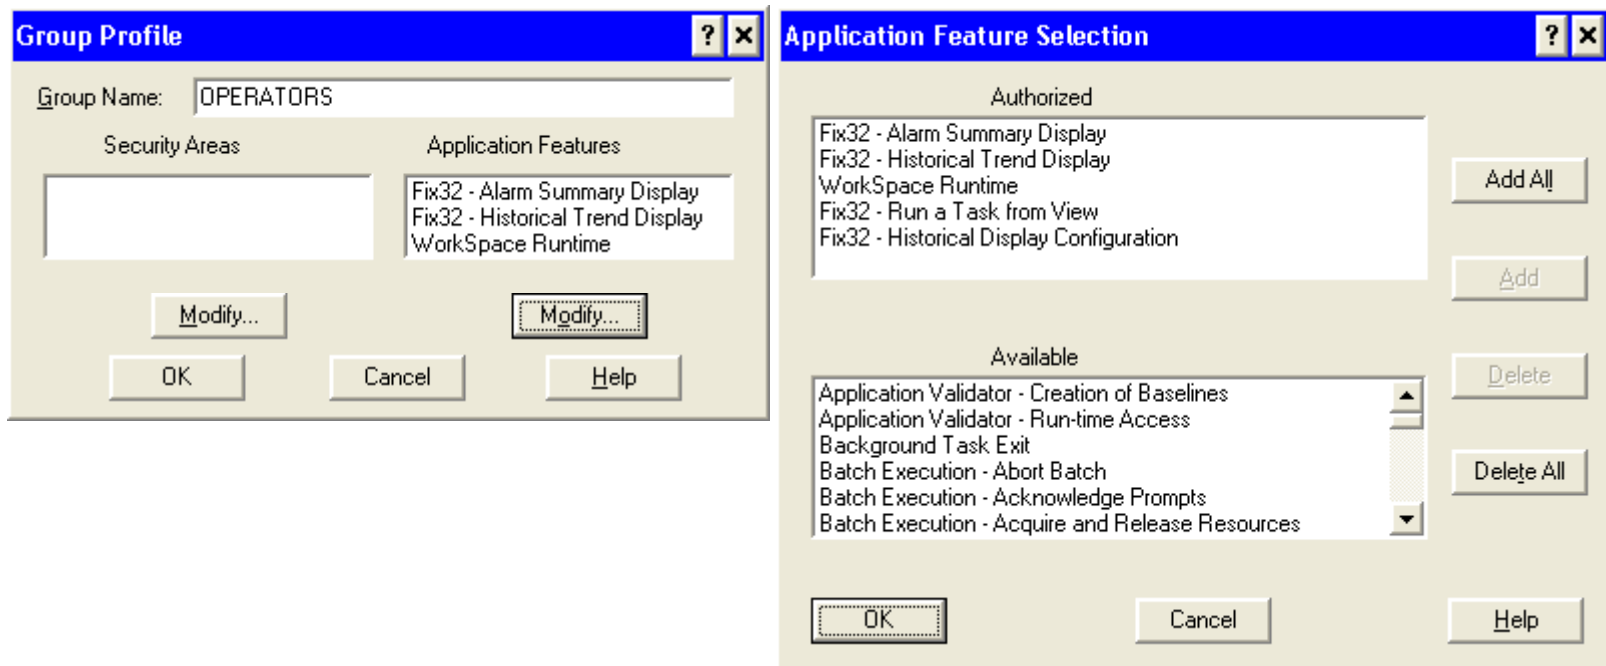 Group Profile
Group Name: OPERATORS
Security Areas
Application Features
Fix32 - Alarm Summary Display
Fix32 - Historical Trend Display
WorkSpace Runtime
Modify...
Modify...
OK
Cancel
Help
Application Feature Selection
Authorized
Fix32 - Alarm Summary Display
Fix32 - Historical Trend Display
WorkSpace Runtime
Fix32 - Run a Task from View
Fix32 - Historical Display Configuration
Add All
Add
Available
Application Validator - Creation of Baselines
Application Validator - Run-time Access
Background Task Exit
Batch Execution - Abort Batch
Batch Execution - Acknowledge Prompts
Batch Execution - Acquire and Release Resources
Delete
Delete All
OK
Cancel
Help